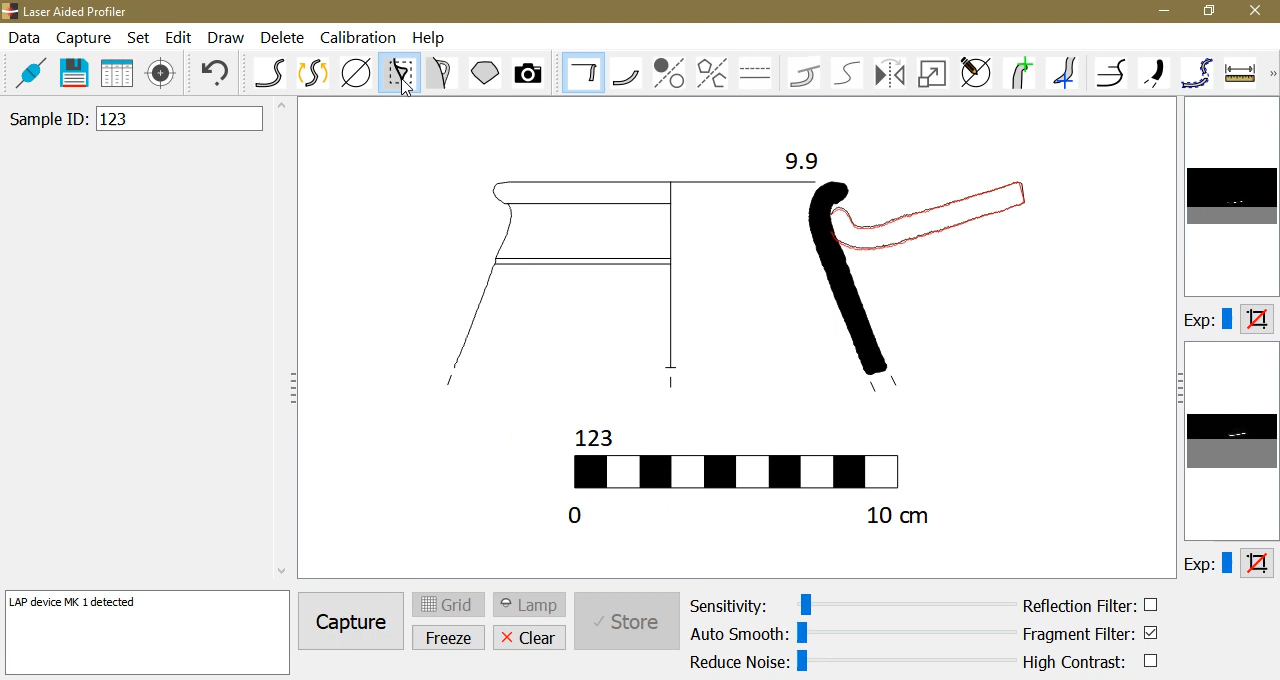 Laser Aided Profiler
Data Capture Set Edit Draw Delete Calibration Help
»
Sample ID: 123
9.9
123
0 10 cm
Exp:
Exp:
LAP device MK 1 detected
Capture
Grid
Lamp
Freeze
Clear
✓ Store
Sensitivity:
Auto Smooth:
Reduce Noise:
Reflection Filter:
Fragment Filter:
High Contrast: